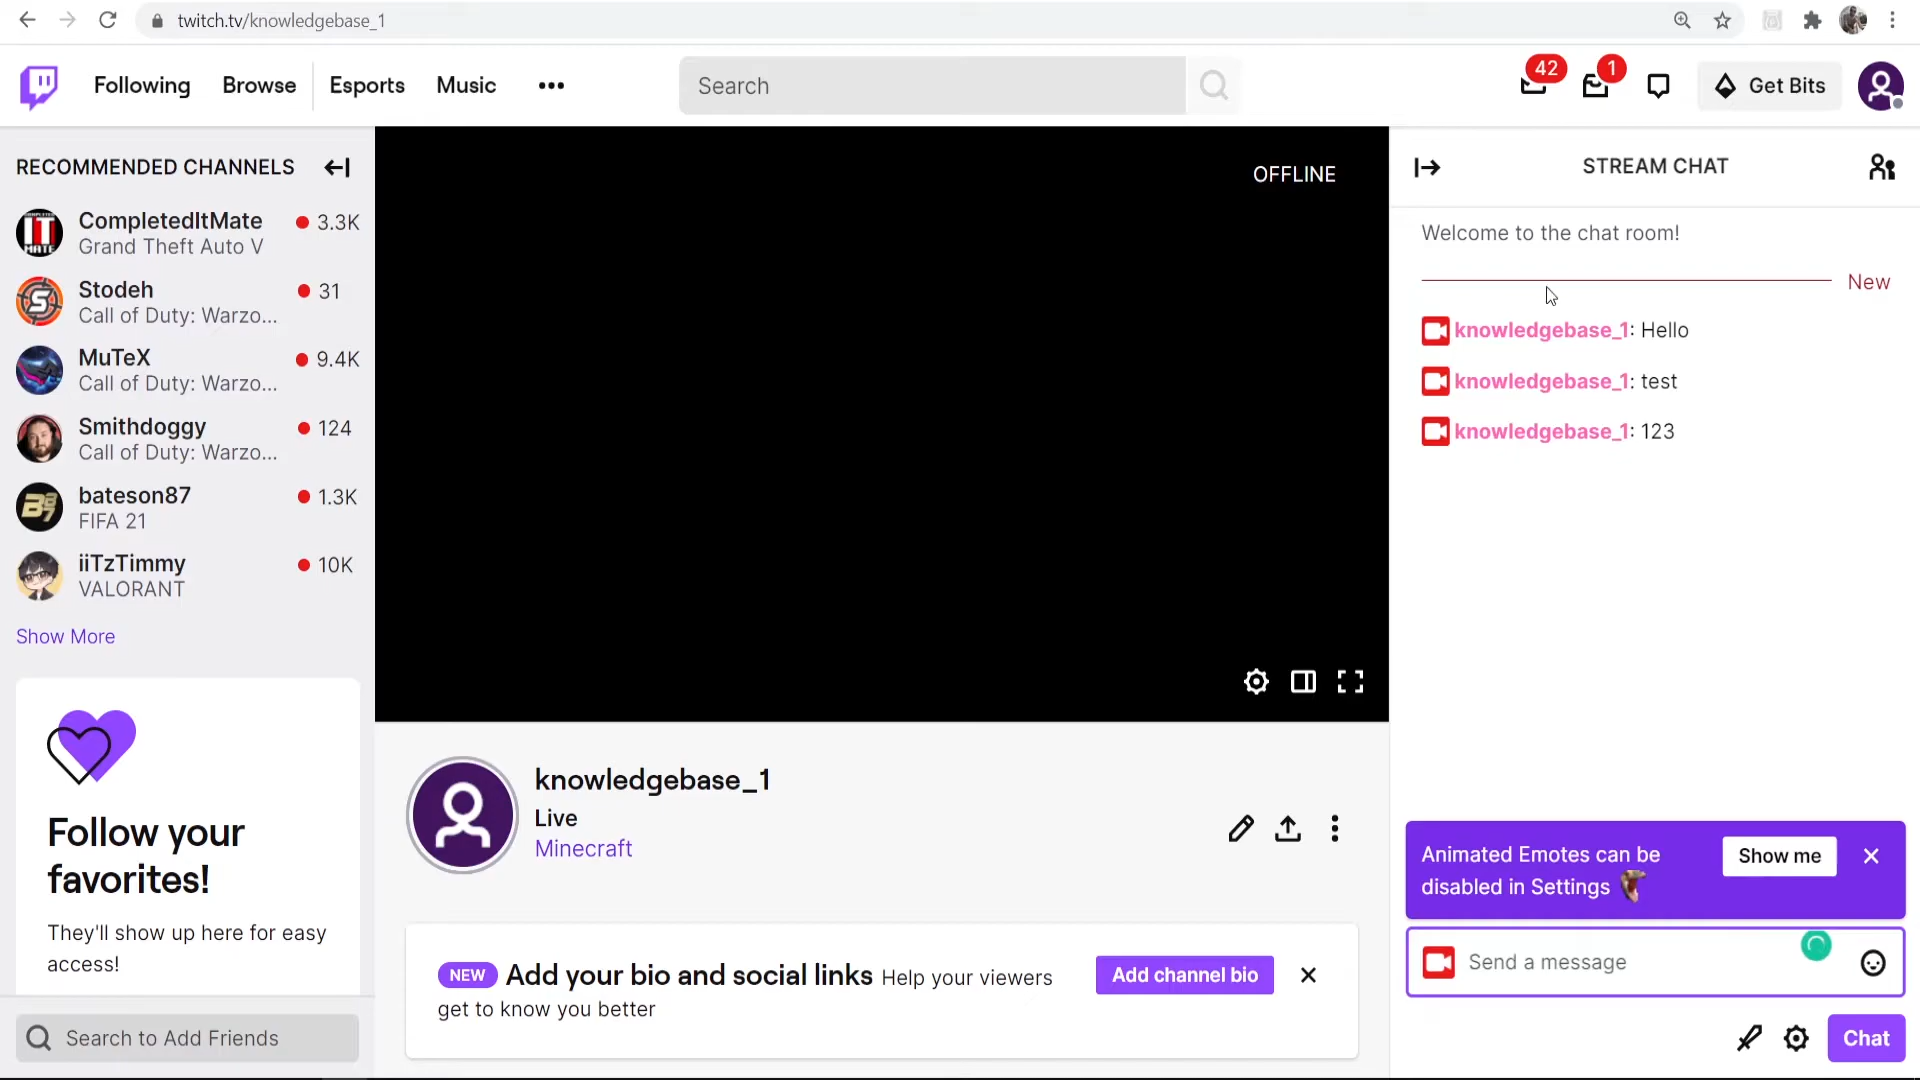 twitch.tv/knowledgebase_1
Following
Browse
Esports
Music
Search
42
1
Get Bits
RECOMMENDED CHANNELS
CompletedItMate
3.3K
Grand Theft Auto V
Stodeh
31
Call of Duty: Warzo...
MuTeX
9.4K
Call of Duty: Warzo...
Smithdoggy
124
Call of Duty: Warzo...
bateson87
1.3K
FIFA 21
iiTzTimmy
10K
VALORANT
Show More
Follow your
favorites!
They'll show up here for easy
access!
Search to Add Friends
OFFLINE
knowledgebase_1
Live
Minecraft
NEW Add your bio and social links Help your viewers
get to know you better
Add channel bio
STREAM CHAT
Welcome to the chat room!
New
knowledgebase_1: Hello
knowledgebase_1: test
knowledgebase_1: 123
Animated Emotes can be
disabled in Settings
Show me
Send a message
Chat